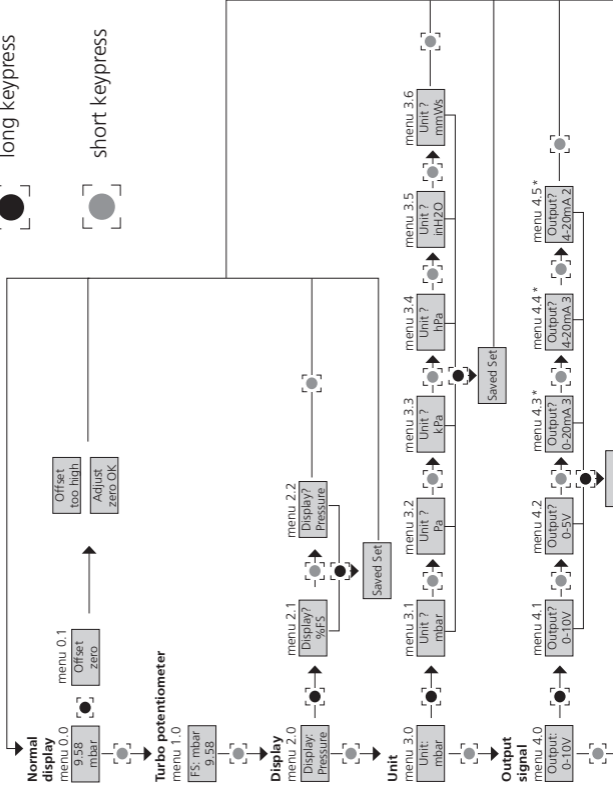 long keypress
short keypress
Normal
display
menu 0.0
9.58
mbar
menu 0.1
Offset
zero
Offset
too high
Adjust
zero OK
Turbo potentiometer
menu 1.0
FS: mbar
9.58
Display
menu 2.0
Display:
Pressure
menu 2.1
Display?
%FS
menu 2.2
Display?
Pressure
Saved Set
Unit
menu 3.0
Unit:
mbar
menu 3.1
Unit ?
mbar
menu 3.2
Unit ?
Pa
menu 3.3
Unit ?
kPa
menu 3.4
Unit ?
hPa
menu 3.5
Unit ?
inH2O
menu 3.6
Unit ?
mmWs
Saved Set
Output
signal
menu 4.0
Output:
0-10V
menu 4.1
Output?
0-10V
menu 4.2
Output?
0-5V
menu 4.3*
Output?
0-20mA 3
menu 4.4*
Output?
4-20mA 3
menu 4.5*
Output?
4-20mA 2